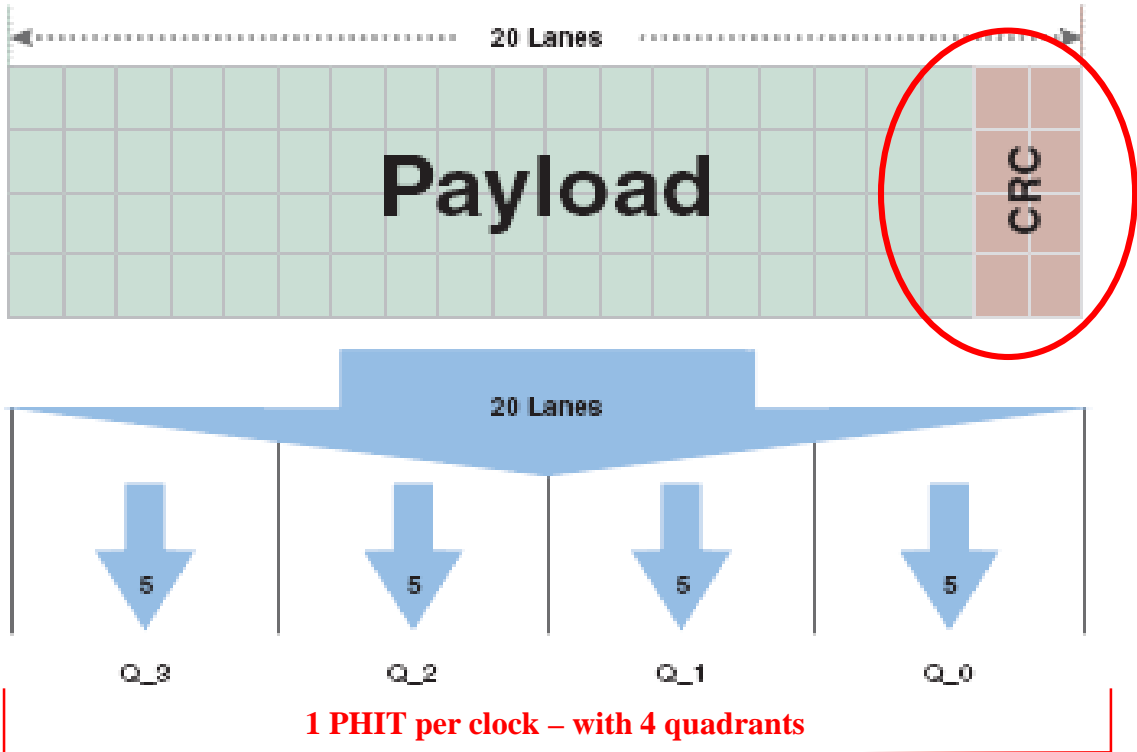 20 Lanes
Payload
CRC
20 Lanes
5 5 5 5
Q_3 Q_2 Q_1 Q_0
1 PHIT per clock – with 4 quadrants